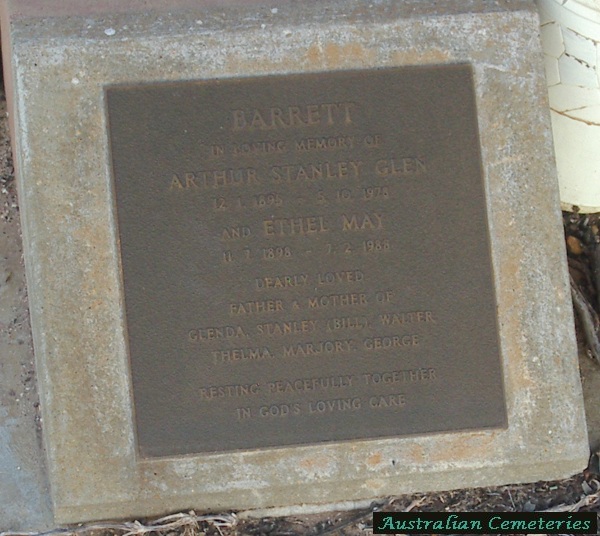 BARRETT
IN LOVING MEMORY OF
ARTHUR STANLEY GLEN
12 . 1 . 1895 – 5 . 10 . 1978
AND ETHEL MAY
11 . 7 . 1898 – 7 . 2 . 1988
DEARLY LOVED
FATHER & MOTHER OF
GLENDA, STANLEY (BILL), WALTER,
THELMA, MARJORY, GEORGE
RESTING PEACEFULLY TOGETHER
IN GOD'S LOVING CARE
Australian Cemeteries